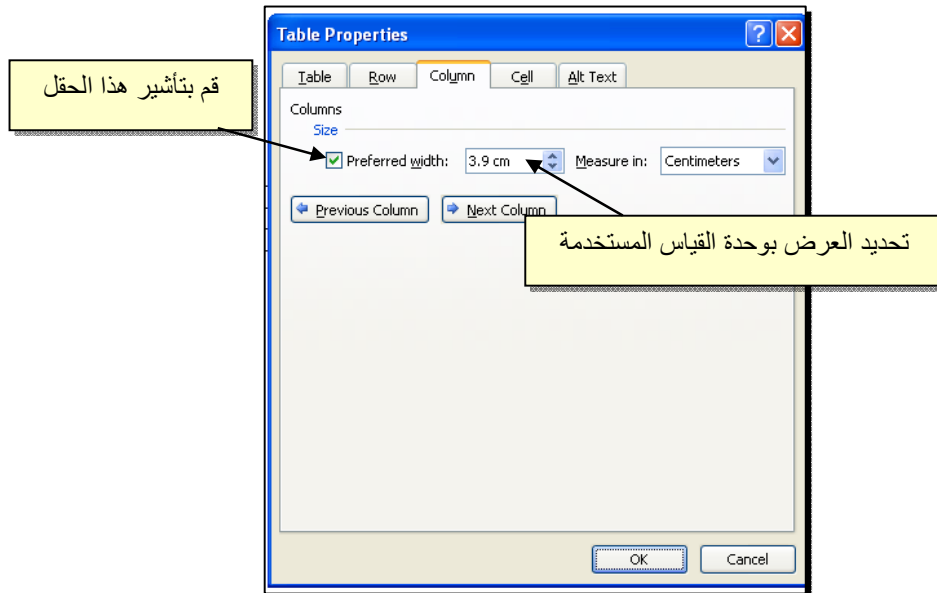 Table Properties
Table Row Column Cell Alt Text
قم بتأشير هذا الحقل
Columns
Size
Preferred width: 3.9 cm Measure in: Centimeters
Previous Column Next Column
تحديد العرض بوحدة القياس المستخدمة
OK Cancel